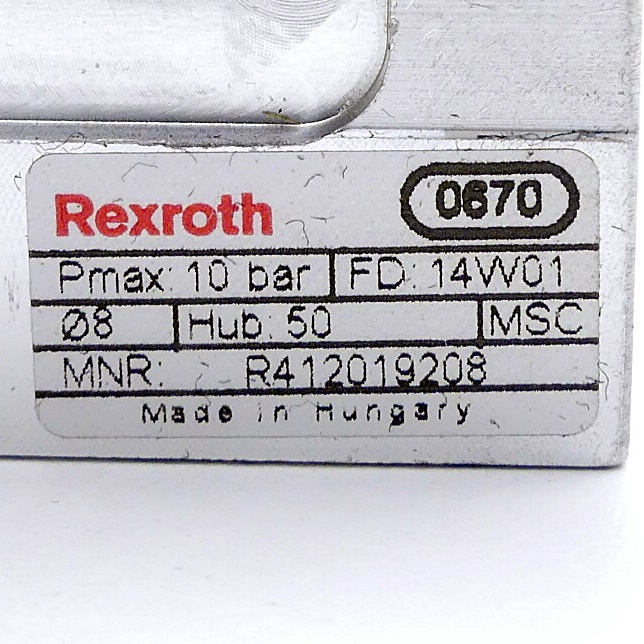 Rexroth 0670
Pmax: 10 bar FD: 14W01
Ø8 Hub: 50 MSC
MNR: R412019208
Made in Hungary